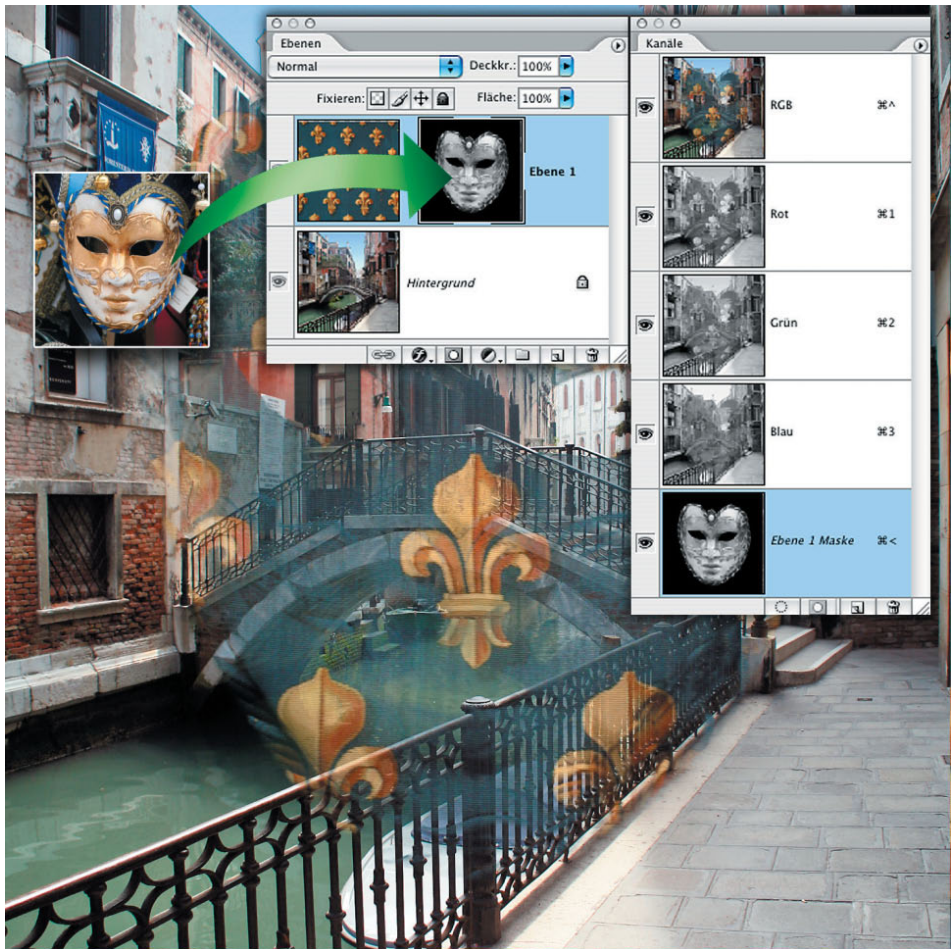 Ebenen
Normal
Deckkr.: 100%
Fixieren:
Fläche: 100%
Ebene 1
Hintergrund
Kanäle
RGB ⌘^
Rot ⌘1
Grün ⌘2
Blau ⌘3
Ebene 1 Maske ⌘<